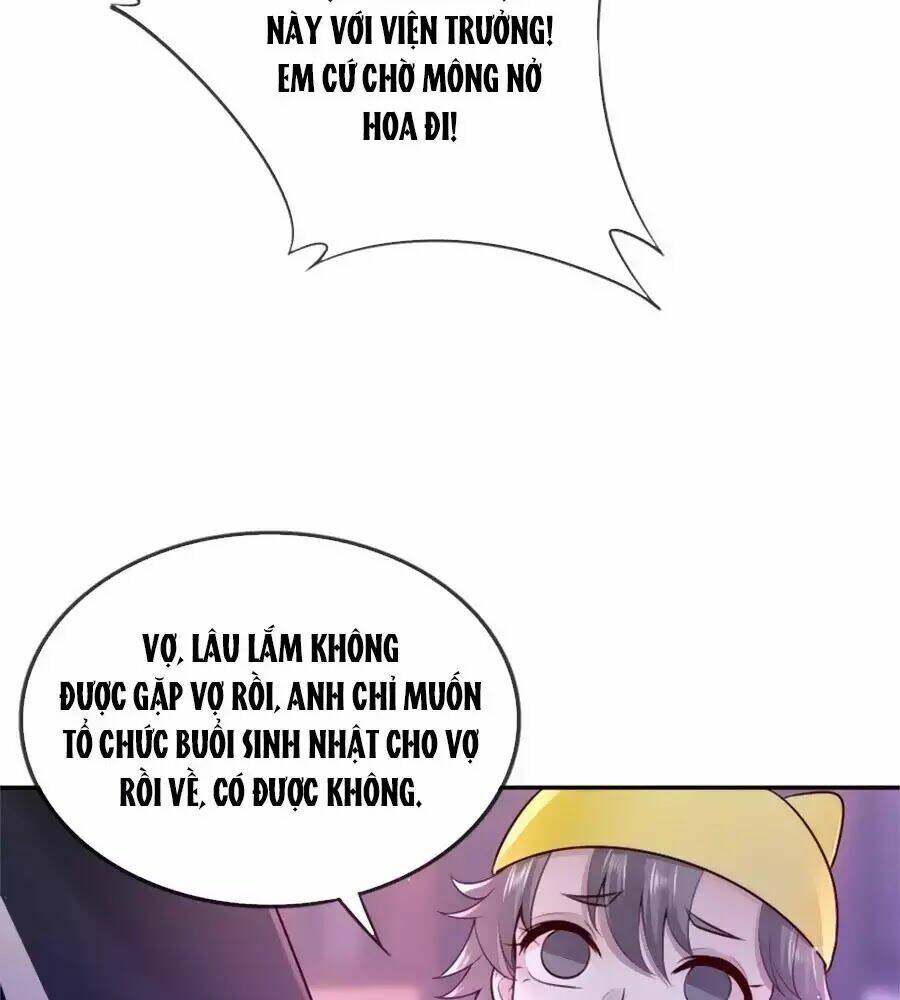 NÀY VỚI VIỆN TRƯỞNG!
EM CỨ CHỜ MÔNG NỞ
HOA ĐI!
VỢ, LÂU LẮM KHÔNG
ĐƯỢC GẶP VỢ RỒI, ANH CHỈ MUỐN
TỔ CHỨC BUỔI SINH NHẬT CHO VỢ
RỒI VỀ, CÓ ĐƯỢC KHÔNG.